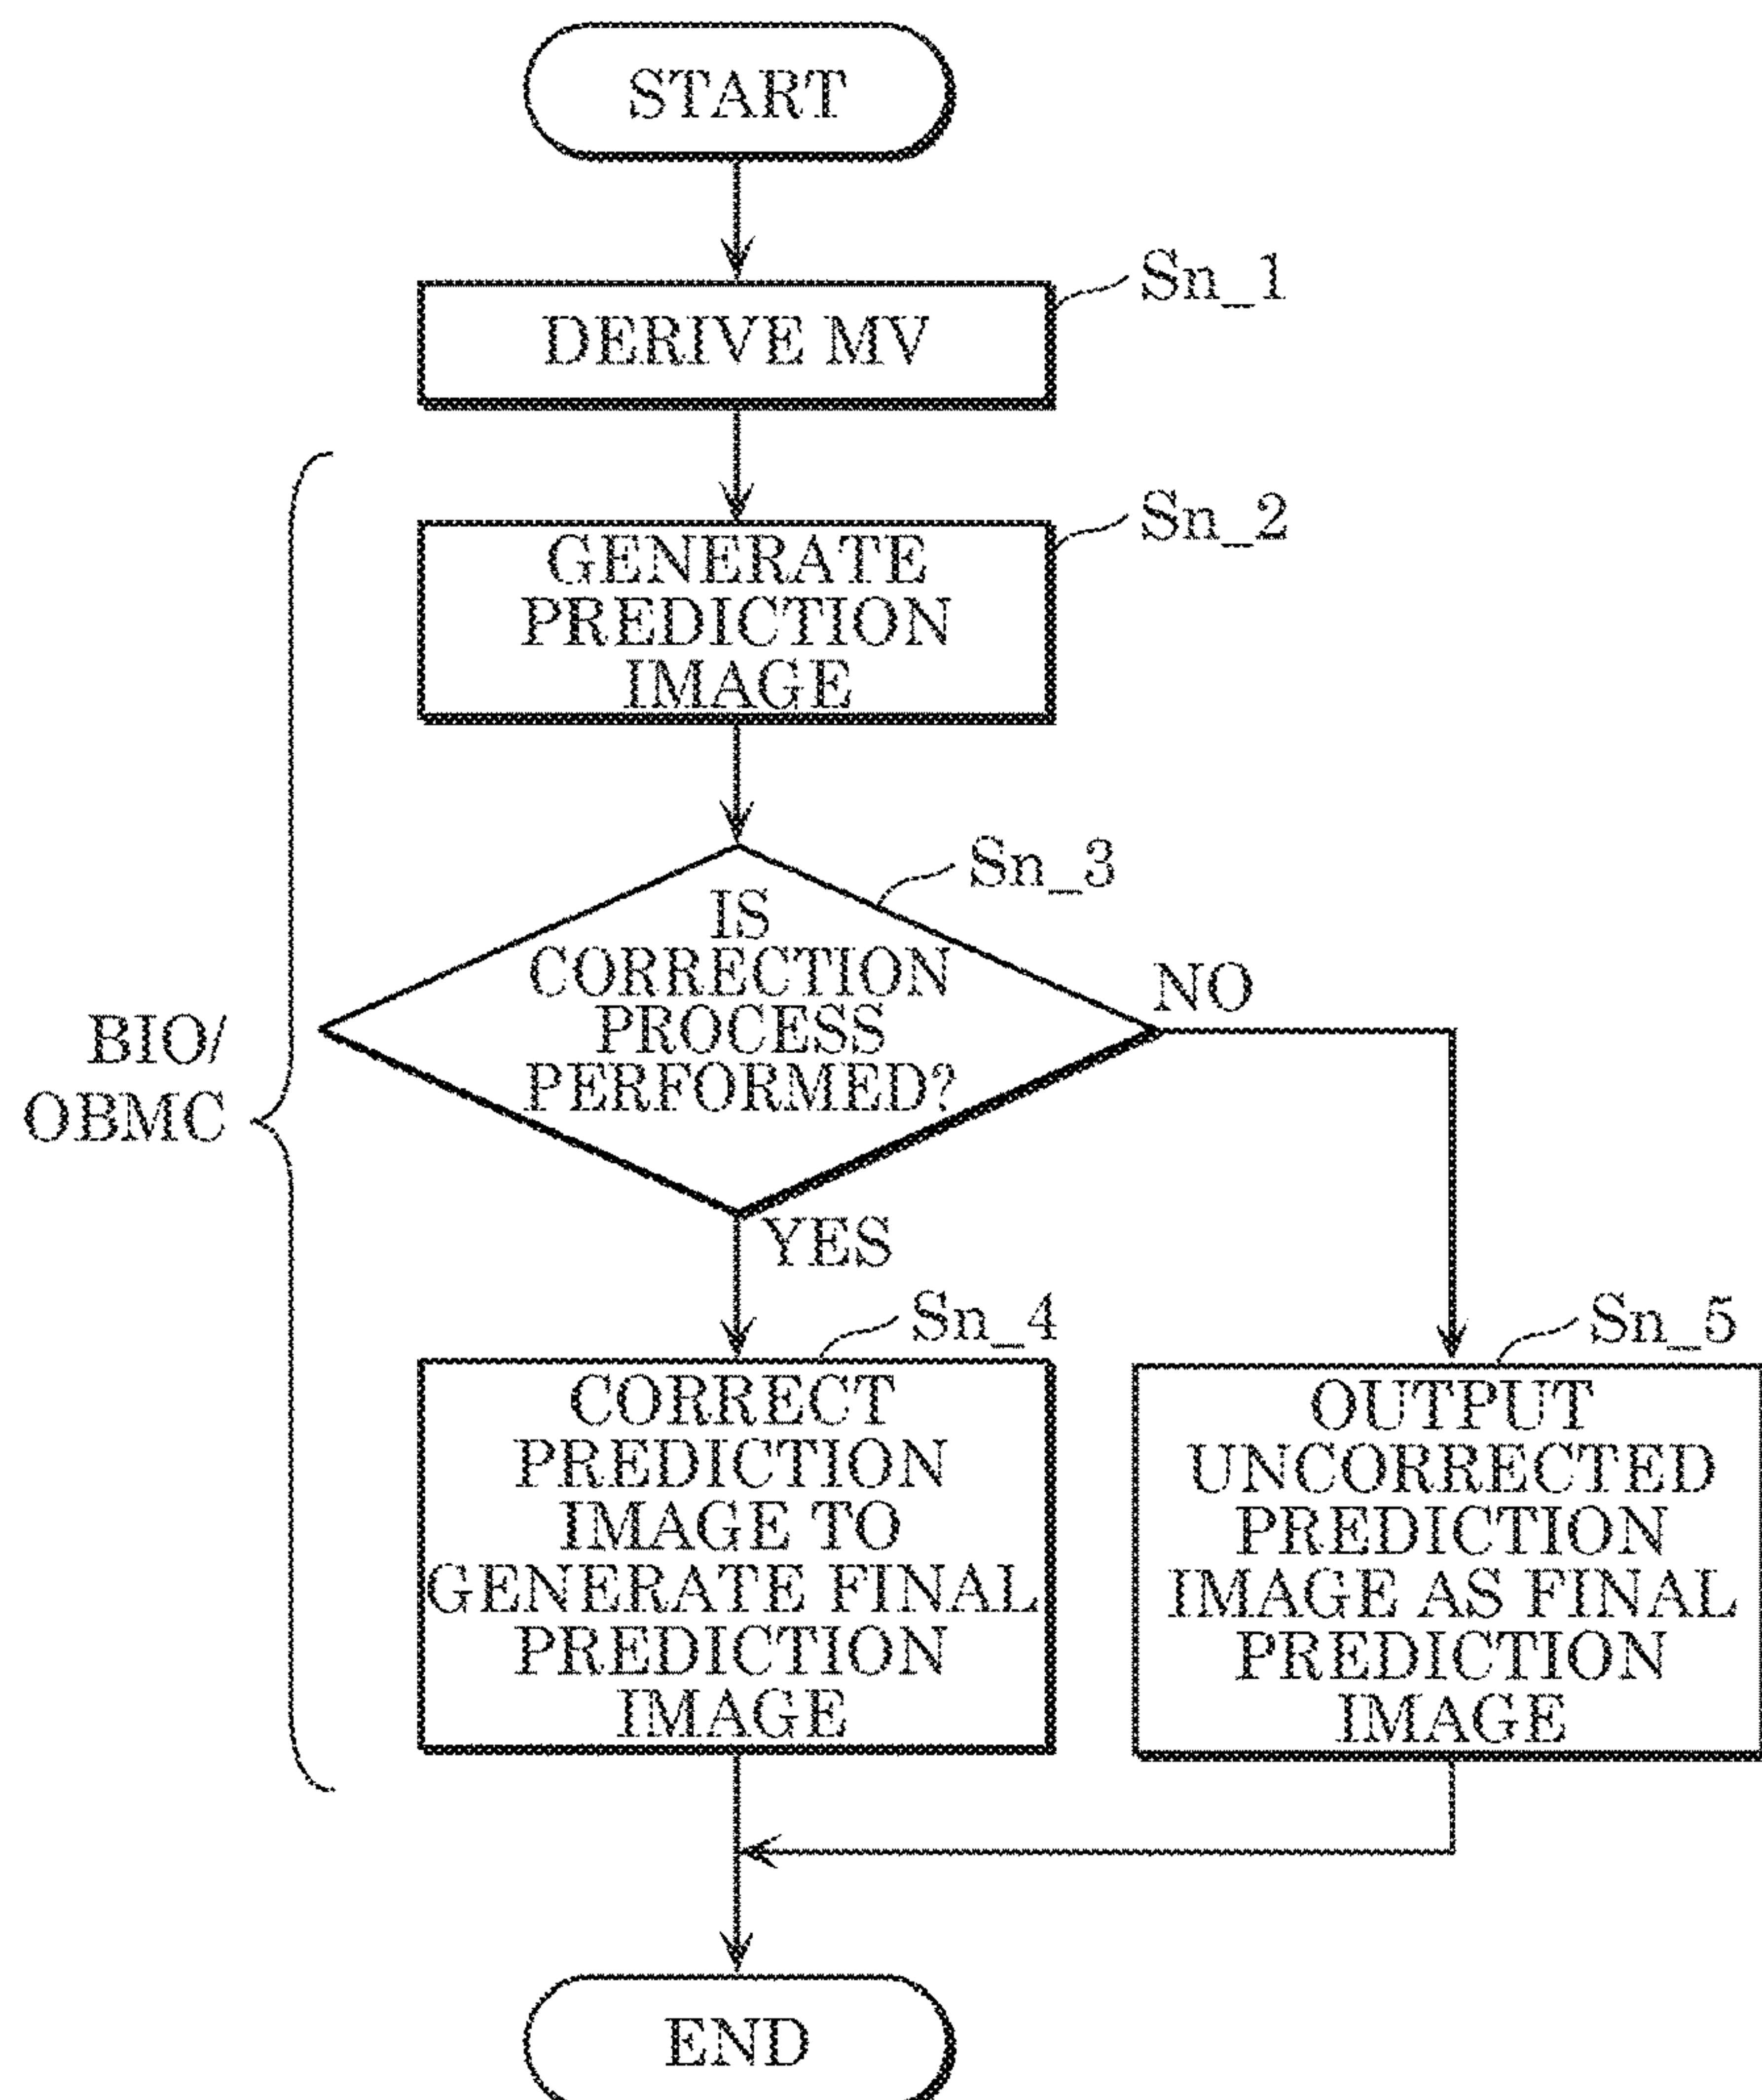 START
Sn_1
DERIVE MV
Sn_2
GENERATE
PREDICTION
IMAGE
Sn_3
IS
CORRECTION
PROCESS
PERFORMED?
NO
BIO/
OBMC
YES
Sn_4
CORRECT
PREDICTION
IMAGE TO
GENERATE FINAL
PREDICTION
IMAGE
Sn_5
OUTPUT
UNCORRECTED
PREDICTION
IMAGE AS FINAL
PREDICTION
IMAGE
END